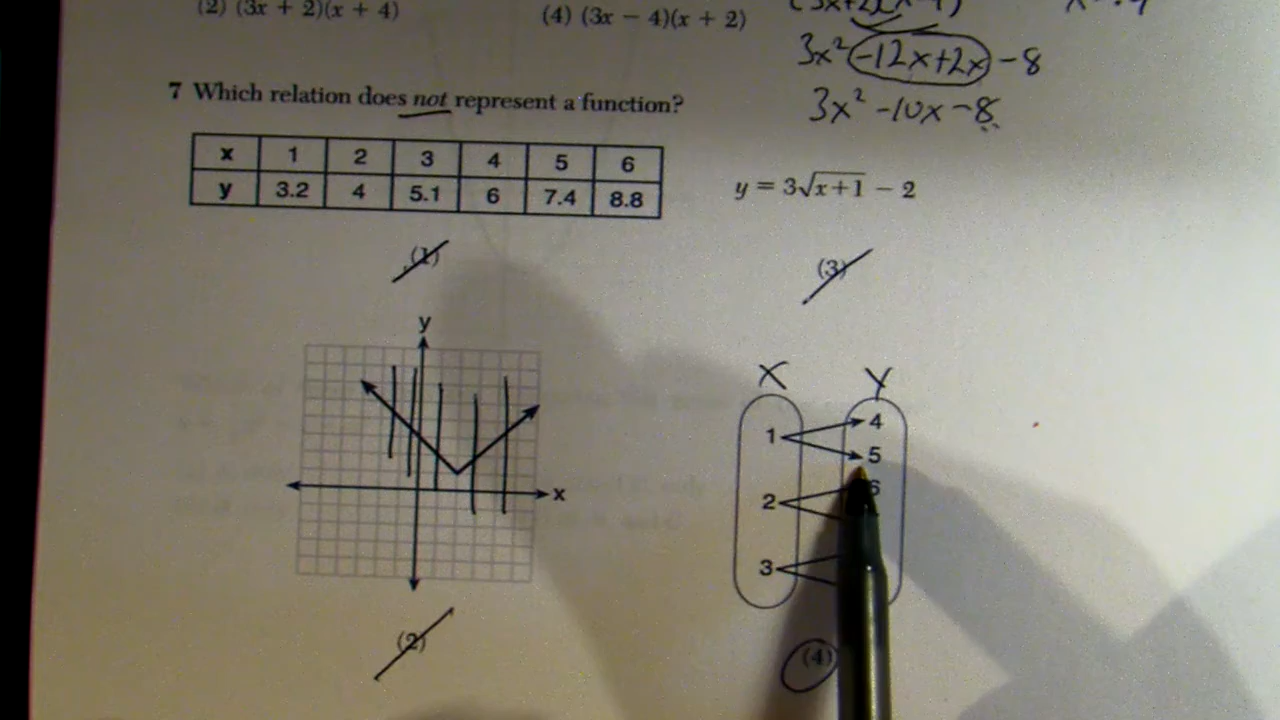 (2) (3x + 2)(x + 4)
(4) (3x − 4)(x + 2)
3x² −12x+2x −8
3x² −10x −8
7 Which relation does not represent a function?
x 1 2 3 4 5 6
y 3.2 4 5.1 6 7.4 8.8
y = 3√x+1 − 2
(1)
(3)
y
x
X Y
1
4
5
2
6
3
(2)
(4)